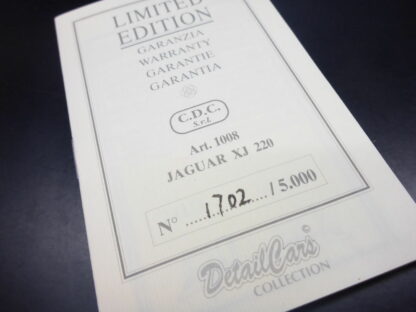 LIMITED
EDITION
GARANZIA
WARRANTY
GARANTIE
GARANTIA
C.D.C.
S.r.l.
Art. 1008
JAGUAR XJ 220
N° ...1702.../5.000
DetailCars ©
COLLECTION